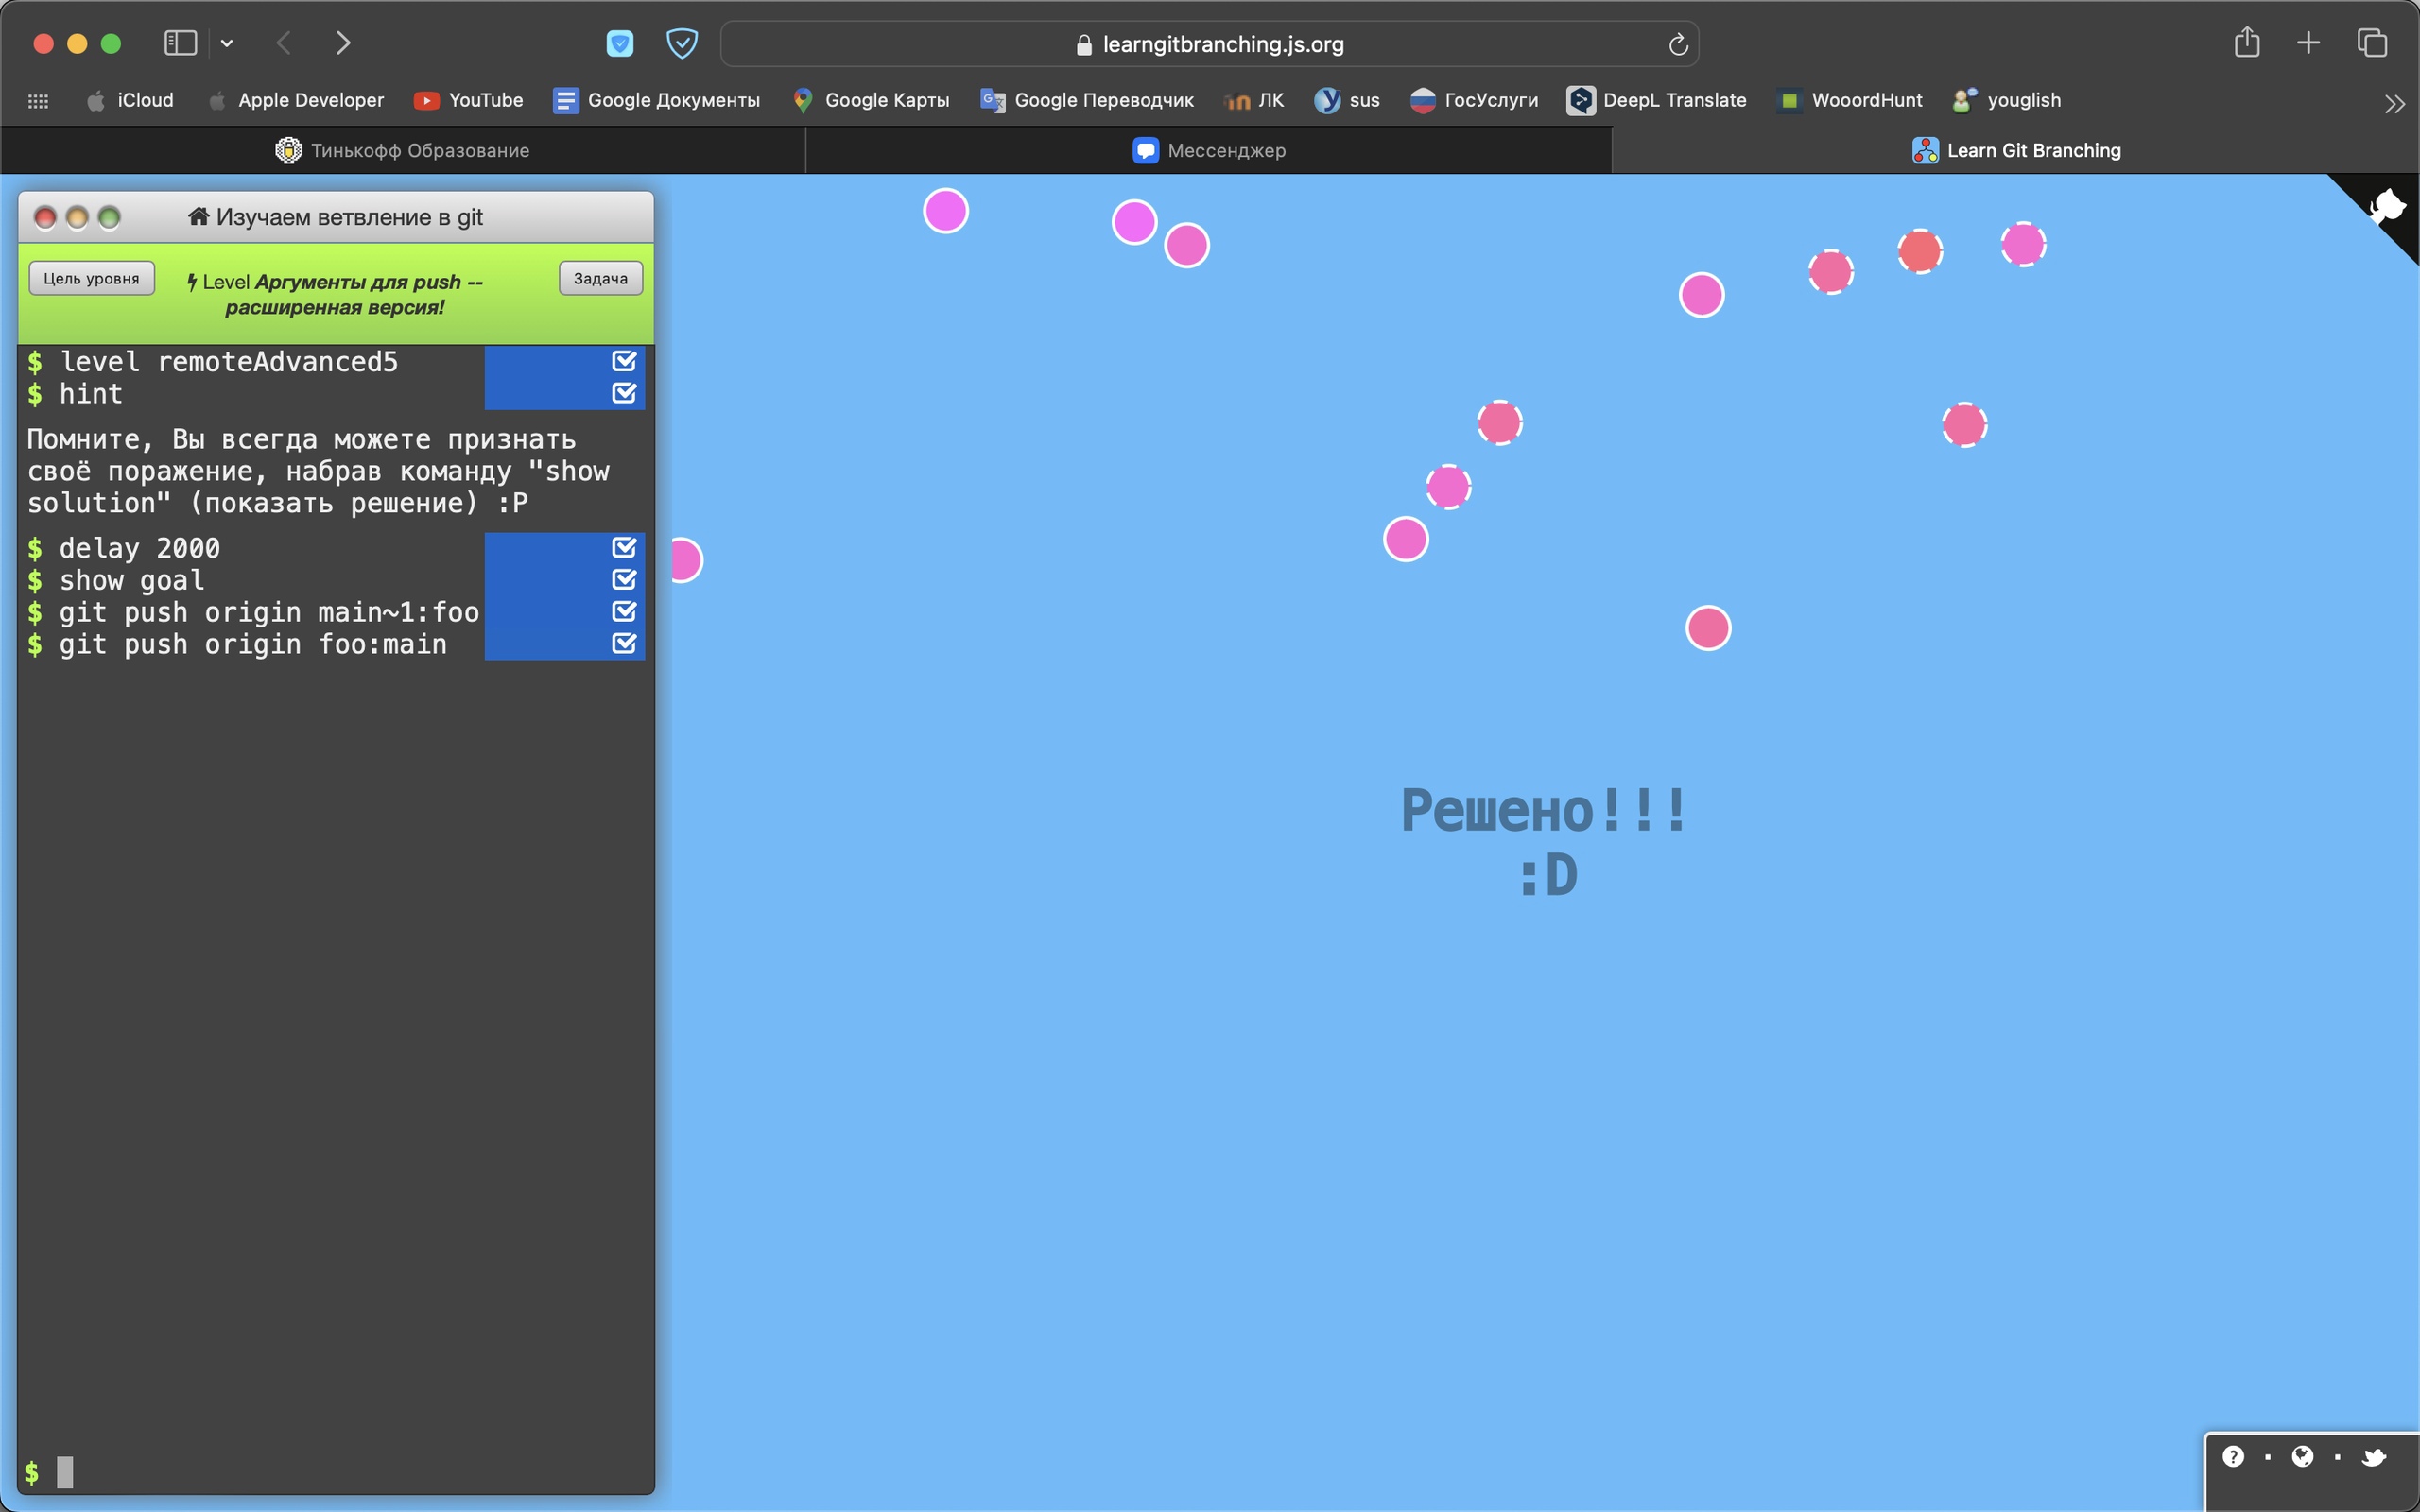 learngitbranching.js.org
iCloud Apple Developer YouTube Google Документы Google Карты Google Переводчик ЛК sus ГосУслуги DeepL Translate WooordHunt youglish
Тинькофф Образование Мессенджер Learn Git Branching
Изучаем ветвление в git
Цель уровня Level Аргументы для push -- Задача
расширенная версия!
$ level remoteAdvanced5
$ hint
Помните, Вы всегда можете признать
своё поражение, набрав команду "show
solution" (показать решение) :P
$ delay 2000
$ show goal
$ git push origin main~1:foo
$ git push origin foo:main
Решено!!!
:D
$